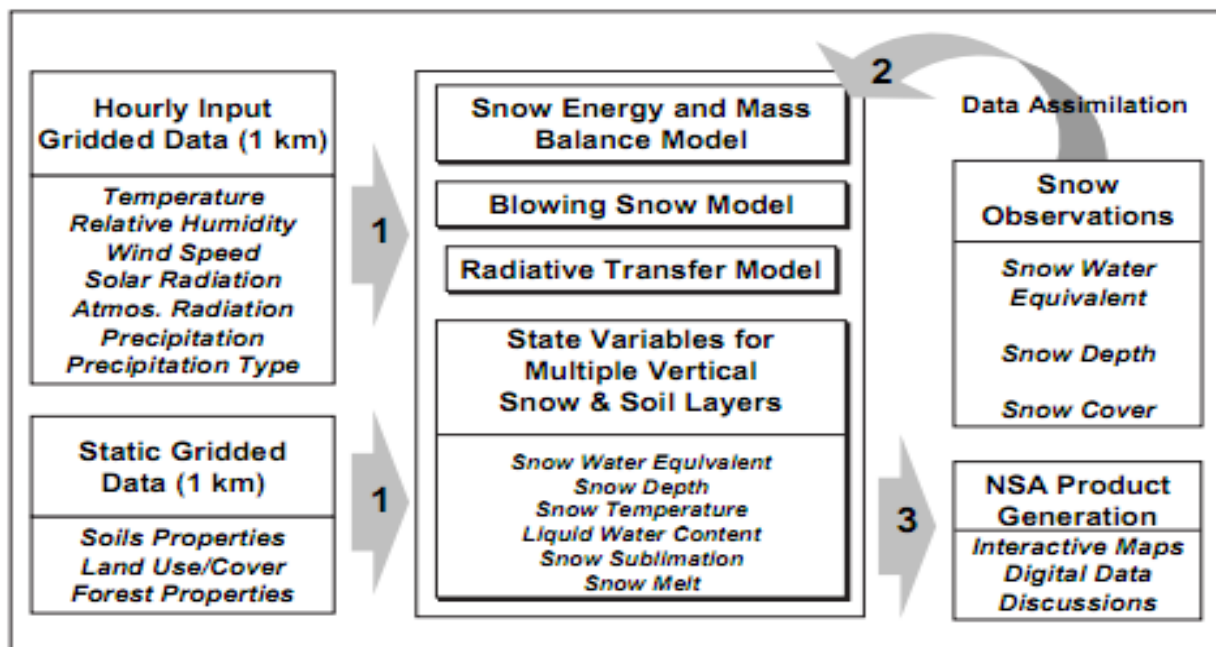 Hourly Input
Gridded Data (1 km)
Temperature
Relative Humidity
Wind Speed
Solar Radiation
Atmos. Radiation
Precipitation
Precipitation Type
Static Gridded
Data (1 km)
Soils Properties
Land Use/Cover
Forest Properties
1
1
Snow Energy and Mass
Balance Model
Blowing Snow Model
Radiative Transfer Model
State Variables for
Multiple Vertical
Snow & Soil Layers
Snow Water Equivalent
Snow Depth
Snow Temperature
Liquid Water Content
Snow Sublimation
Snow Melt
2
Data Assimilation
Snow
Observations
Snow Water
Equivalent
Snow Depth
Snow Cover
3
NSA Product
Generation
Interactive Maps
Digital Data
Discussions